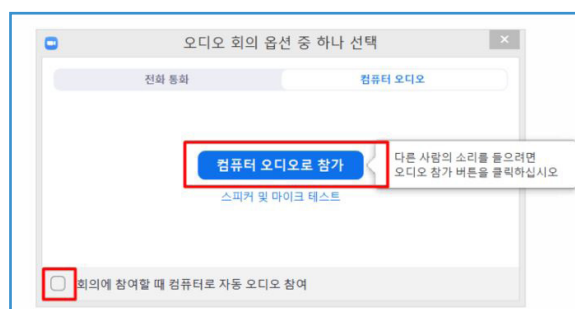 오디오 회의 옵션 중 하나 선택
전화 통화
컴퓨터 오디오
컴퓨터 오디오로 참가
다른 사람의 소리를 들으려면
오디오 참가 버튼을 클릭하십시오
스피커 및 마이크 테스트
회의에 참여할 때 컴퓨터로 자동 오디오 참여